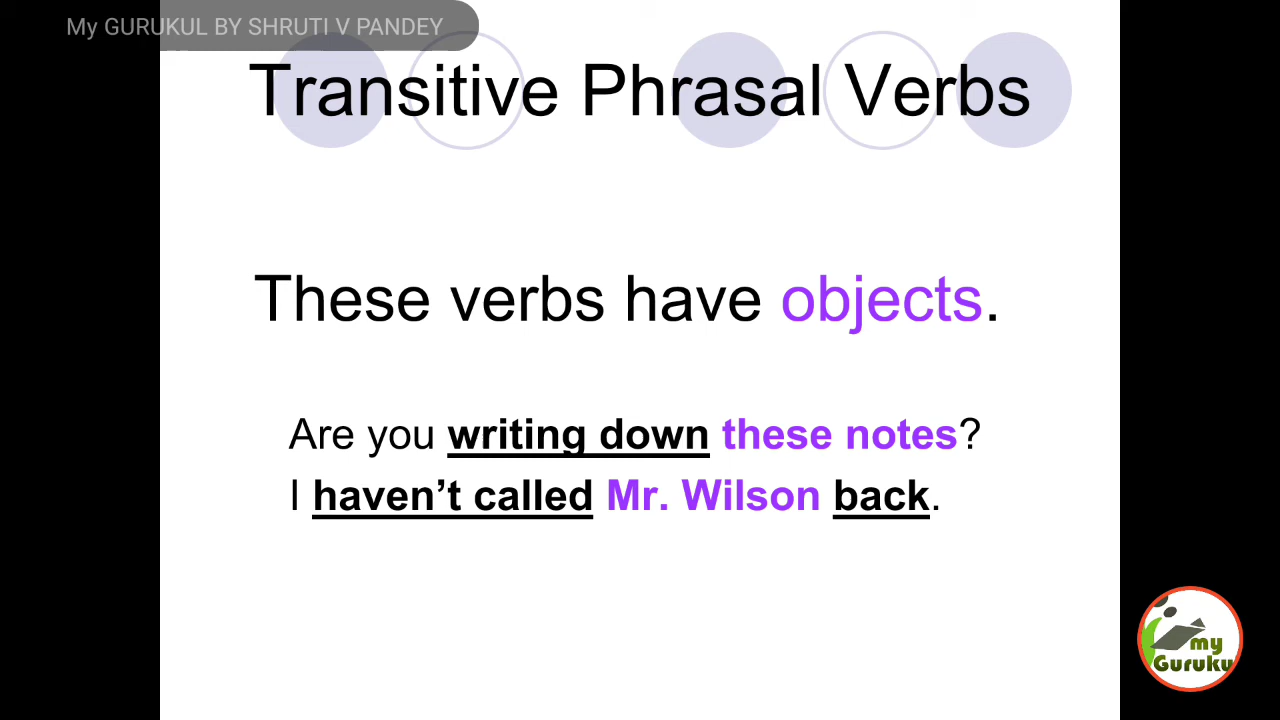 My GURUKUL BY SHRUTI V PANDEY
Transitive Phrasal Verbs
These verbs have objects.
Are you writing down these notes?
I haven’t called Mr. Wilson back.
my
Guruku